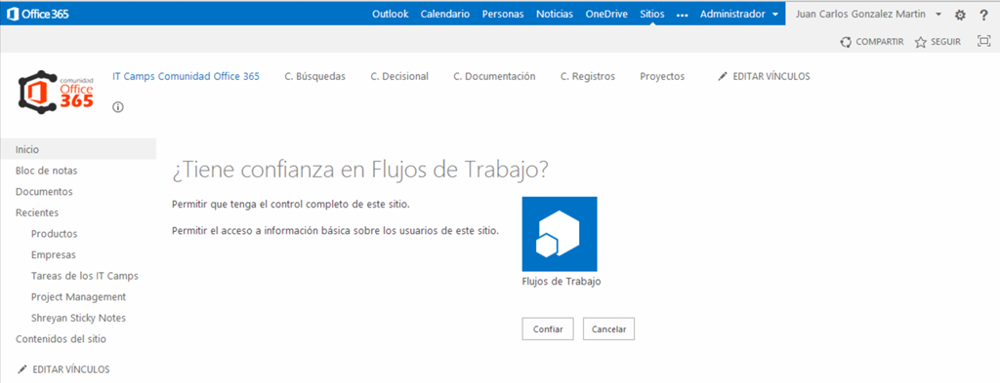 Office 365
Outlook Calendario Personas Noticias OneDrive Sitios ••• Administrador Juan Carlos Gonzalez Martin ?
COMPARTIR SEGUIR
comunidad
Office
365
IT Camps Comunidad Office 365 C. Búsquedas C. Decisional C. Documentación C. Registros Proyectos EDITAR VÍNCULOS
Inicio
Bloc de notas
Documentos
Recientes
Productos
Empresas
Tareas de los IT Camps
Project Management
Shreyan Sticky Notes
Contenidos del sitio
EDITAR VÍNCULOS
¿Tiene confianza en Flujos de Trabajo?
Permitir que tenga el control completo de este sitio.
Permitir el acceso a información básica sobre los usuarios de este sitio.
Flujos de Trabajo
Confiar Cancelar